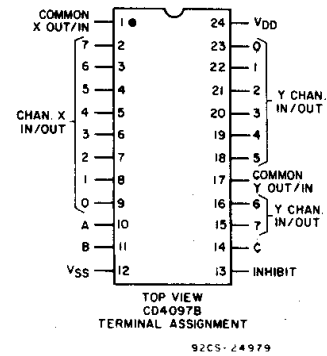 COMMON
X OUT/IN 1 24 VDD
7 2 23 0
6 3 22 1
5 4 21 2
CHAN. X
IN/OUT
4 5 20 3
3 6 19 4
2 7 18 5
Y CHAN.
IN/OUT
1 8 17 COMMON
Y OUT/IN
0 9 16 6
A 10 15 7
Y CHAN.
IN/OUT
B 11 14 C
VSS 12 13 INHIBIT
TOP VIEW
CD4097B
TERMINAL ASSIGNMENT
92CS-24979